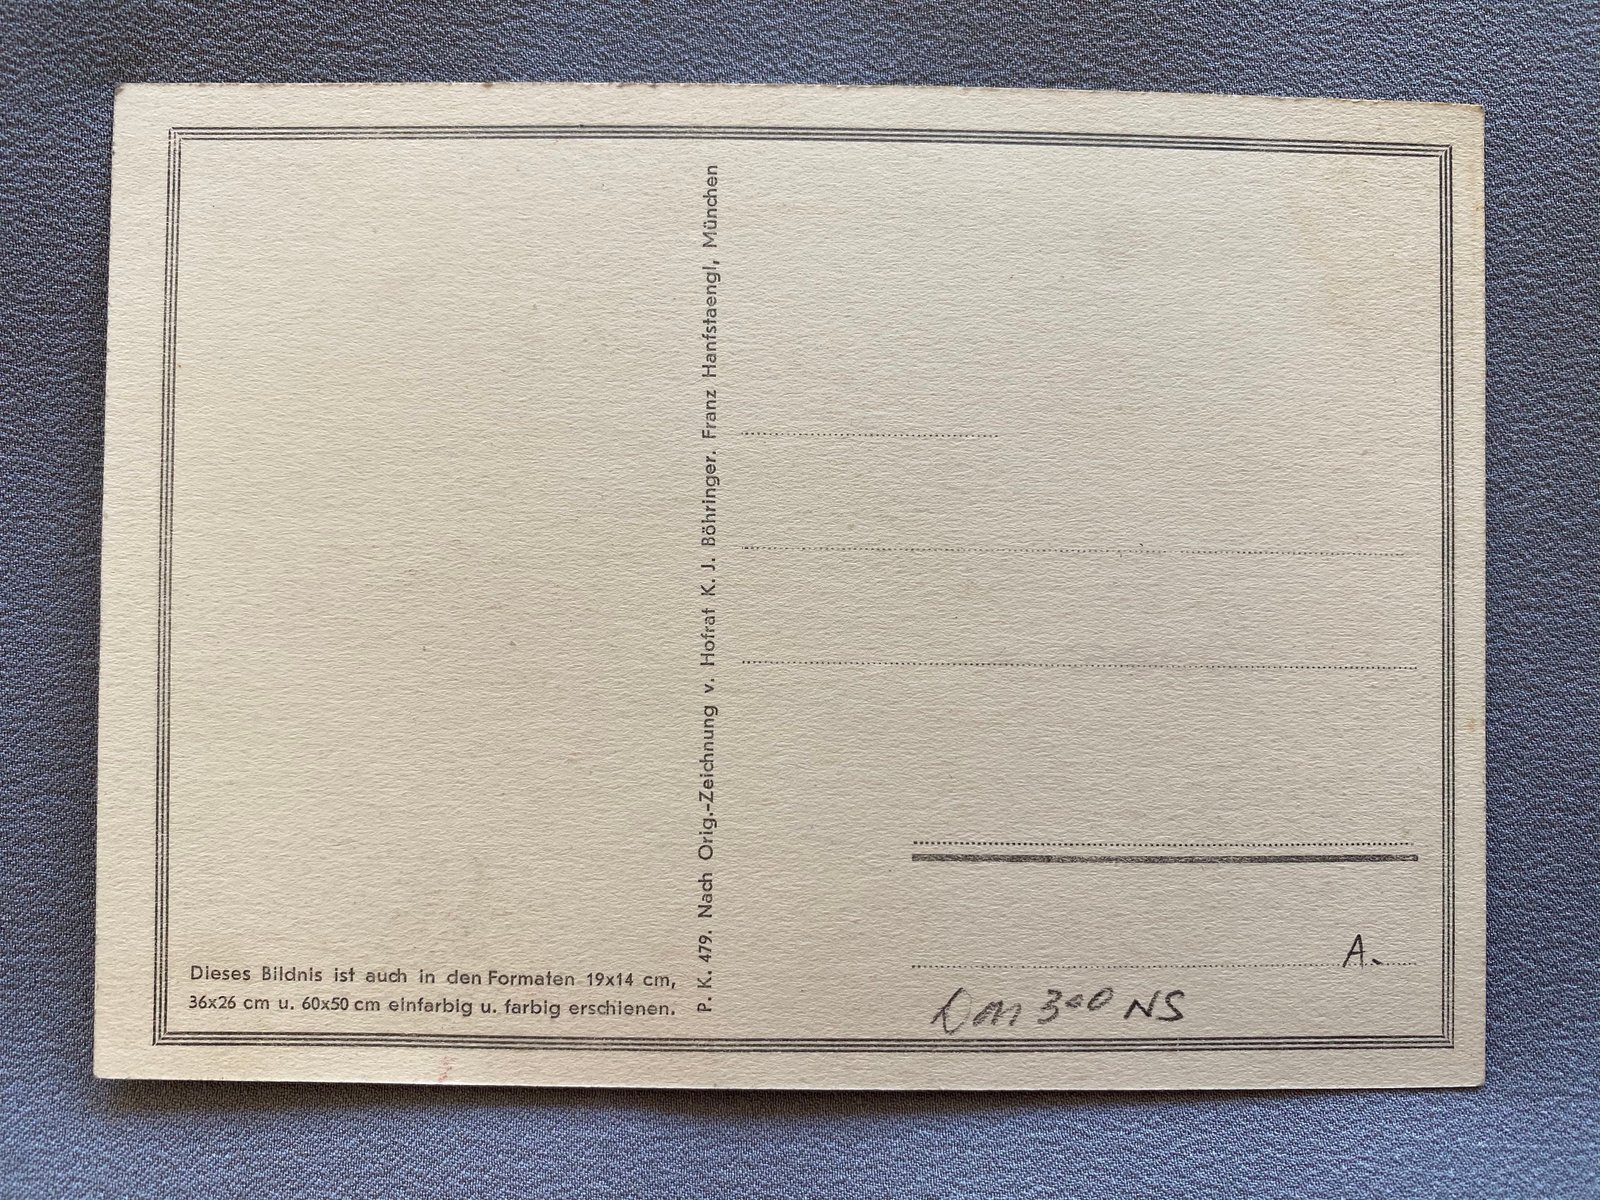 Dieses Bildnis ist auch in den Formaten 19x14 cm,
36x26 cm u. 60x50 cm einfarbig u. farbig erschienen.
P. K. 479. Nach Orig.-Zeichnung v. Hofrat K. J. Böhringer. Franz Hanfstaengl, München
A.
300 NS